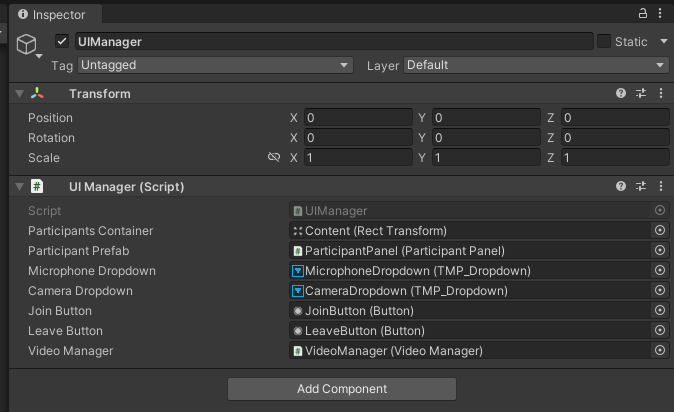 Inspector
UIManager Static
Tag Untagged Layer Default
Transform
Position X 0 Y 0 Z 0
Rotation X 0 Y 0 Z 0
Scale X 1 Y 1 Z 1
# UI Manager (Script)
Script # UIManager
Participants Container Content (Rect Transform)
Participant Prefab # ParticipantPanel (Participant Panel)
Microphone Dropdown MicrophoneDropdown (TMP_Dropdown)
Camera Dropdown CameraDropdown (TMP_Dropdown)
Join Button JoinButton (Button)
Leave Button LeaveButton (Button)
Video Manager # VideoManager (Video Manager)
Add Component